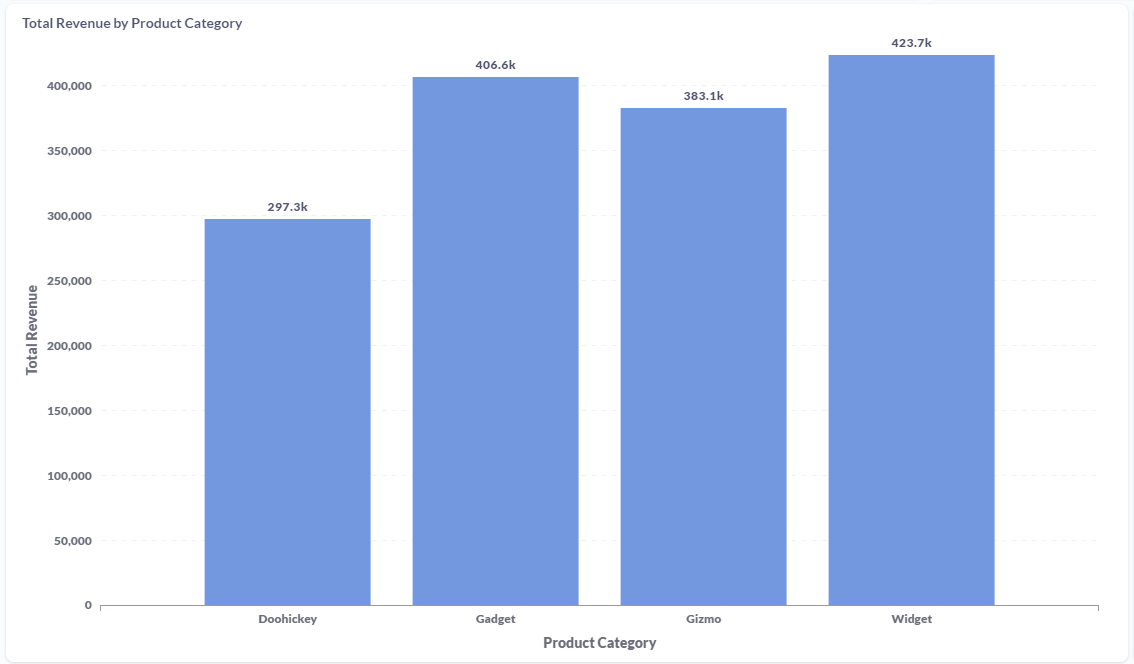 Total Revenue by Product Category
423.7k
406.6k
400,000
383.1k
350,000
300,000
297.3k
250,000
Total Revenue
200,000
150,000
100,000
50,000
0
Doohickey Gadget Gizmo Widget
Product Category